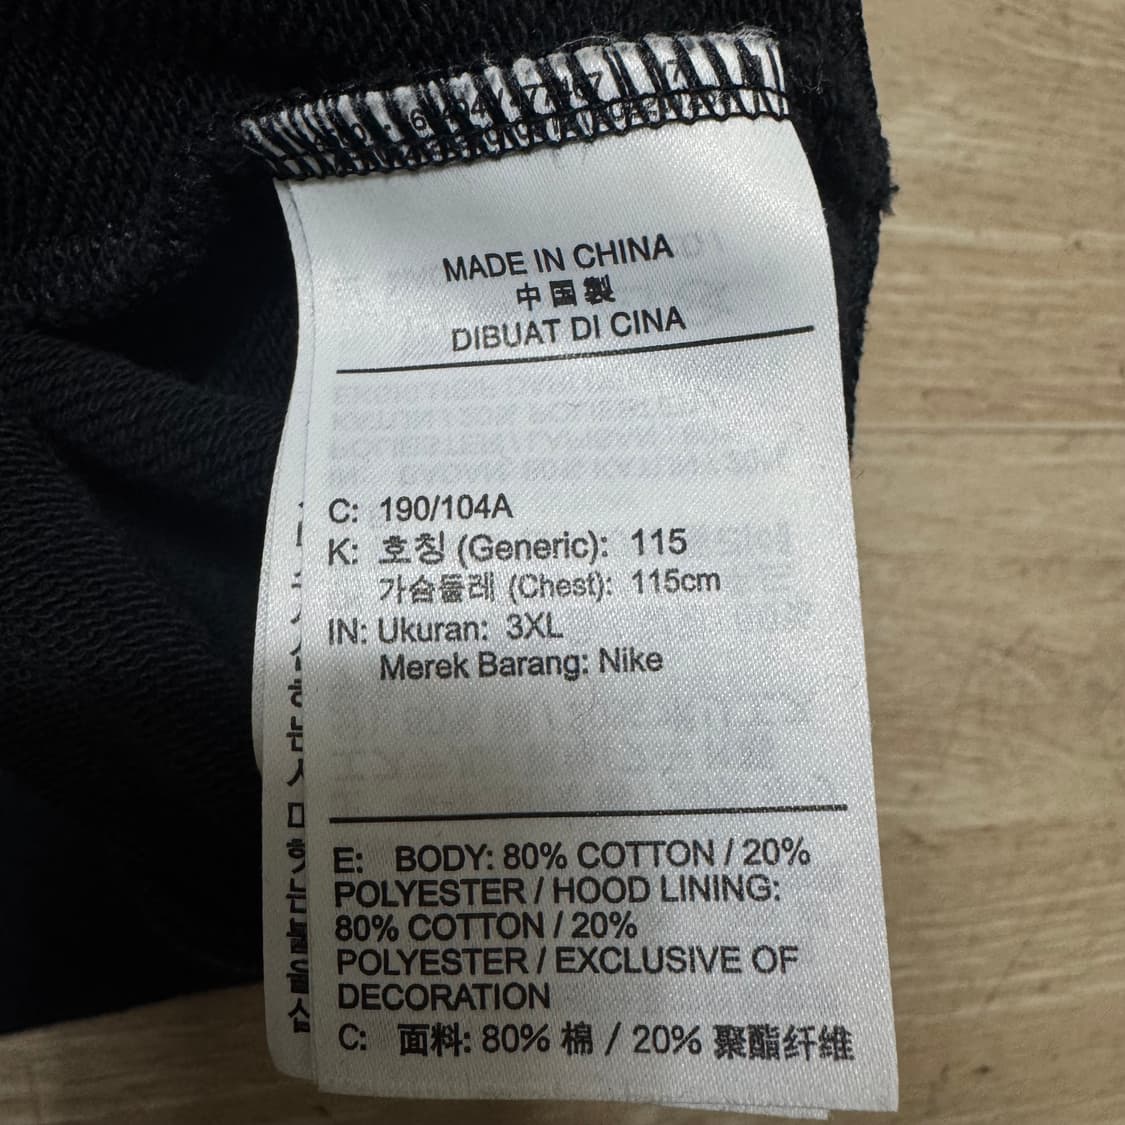 MADE IN CHINA
中国製
DIBUAT DI CINA
C: 190/104A
K: 호칭 (Generic): 115
가슴둘레 (Chest): 115cm
IN: Ukuran: 3XL
Merek Barang: Nike
E: BODY: 80% COTTON / 20%
POLYESTER / HOOD LINING:
80% COTTON / 20%
POLYESTER / EXCLUSIVE OF
DECORATION
C: 面料: 80% 棉 / 20% 聚酯纤维